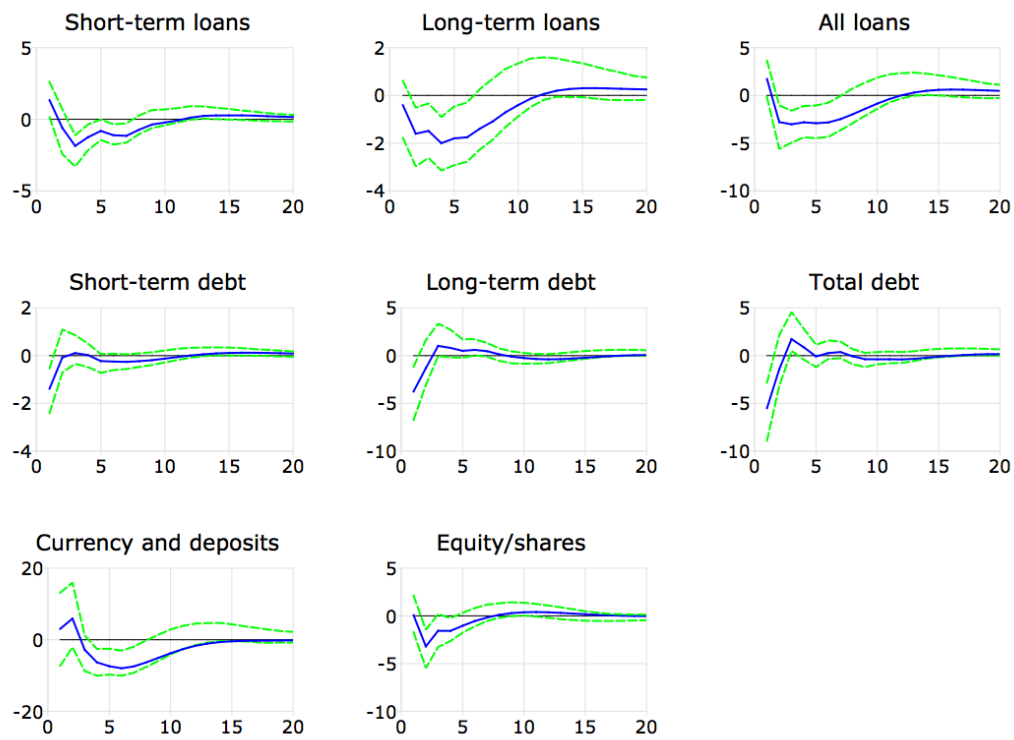 Short-term loans Long-term loans All loans
5 2 5
0 0 0
-2 -5
-5 -4 -10
0 5 10 15 20 0 5 10 15 20 0 5 10 15 20
Short-term debt Long-term debt Total debt
2 5 5
0 0 0
-2 -5 -5
-4 -10 -10
0 5 10 15 20 0 5 10 15 20 0 5 10 15 20
Currency and deposits Equity/shares
20 5
0 0
-5
-20 -10
0 5 10 15 20 0 5 10 15 20